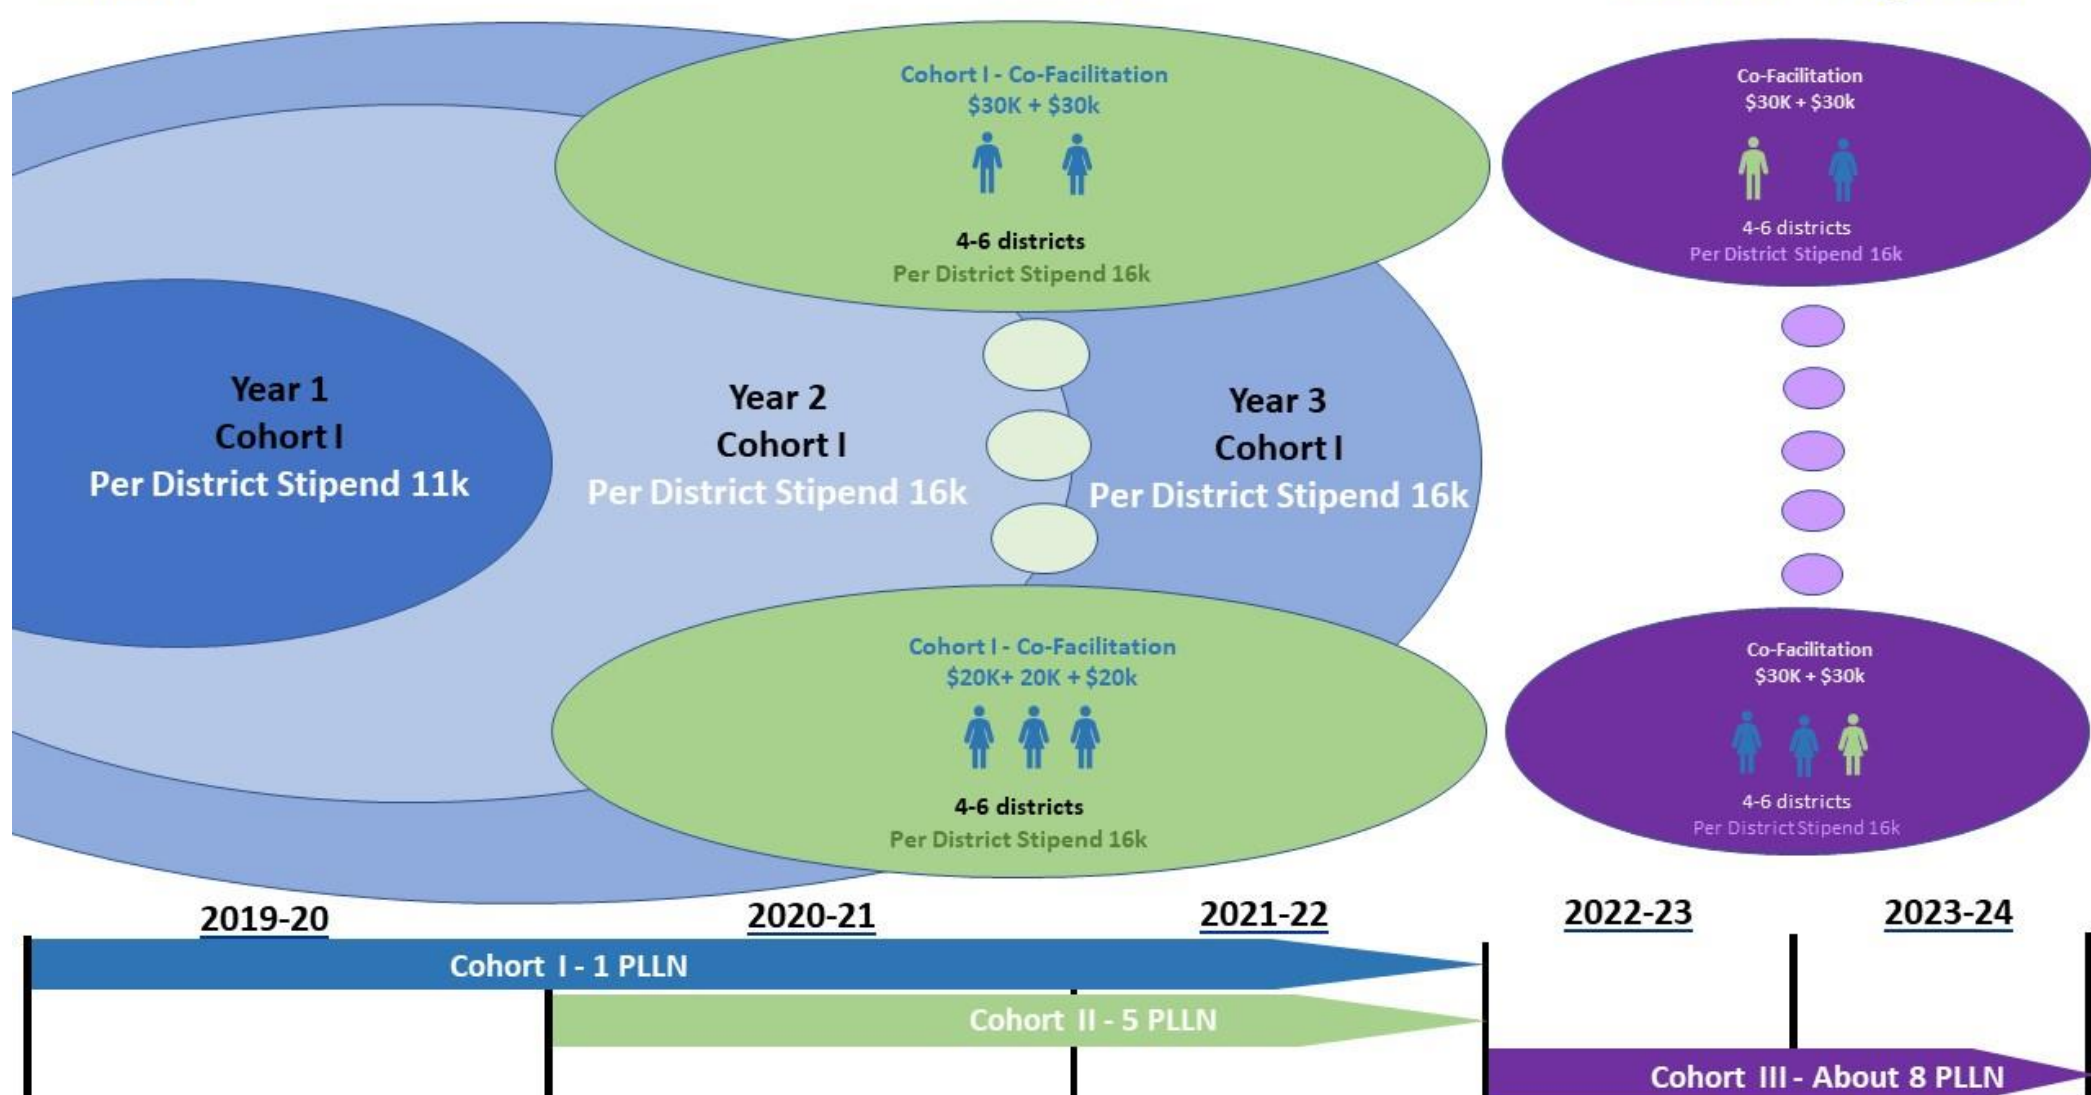 Cohort I - Co-Facilitation
$30K + $30k
4-6 districts
Per District Stipend 16k
Co-Facilitation
$30K + $30k
4-6 districts
Per District Stipend 16k
Year 1
Cohort I
Per District Stipend 11k
Year 2
Cohort I
Per District Stipend 16k
Year 3
Cohort I
Per District Stipend 16k
Cohort I - Co-Facilitation
$20K+ 20K + $20k
4-6 districts
Per District Stipend 16k
Co-Facilitation
$30K + $30k
4-6 districts
Per District Stipend 16k
2019-20
2020-21
2021-22
2022-23
2023-24
Cohort I - 1 PLLN
Cohort II - 5 PLLN
Cohort III - About 8 PLLN